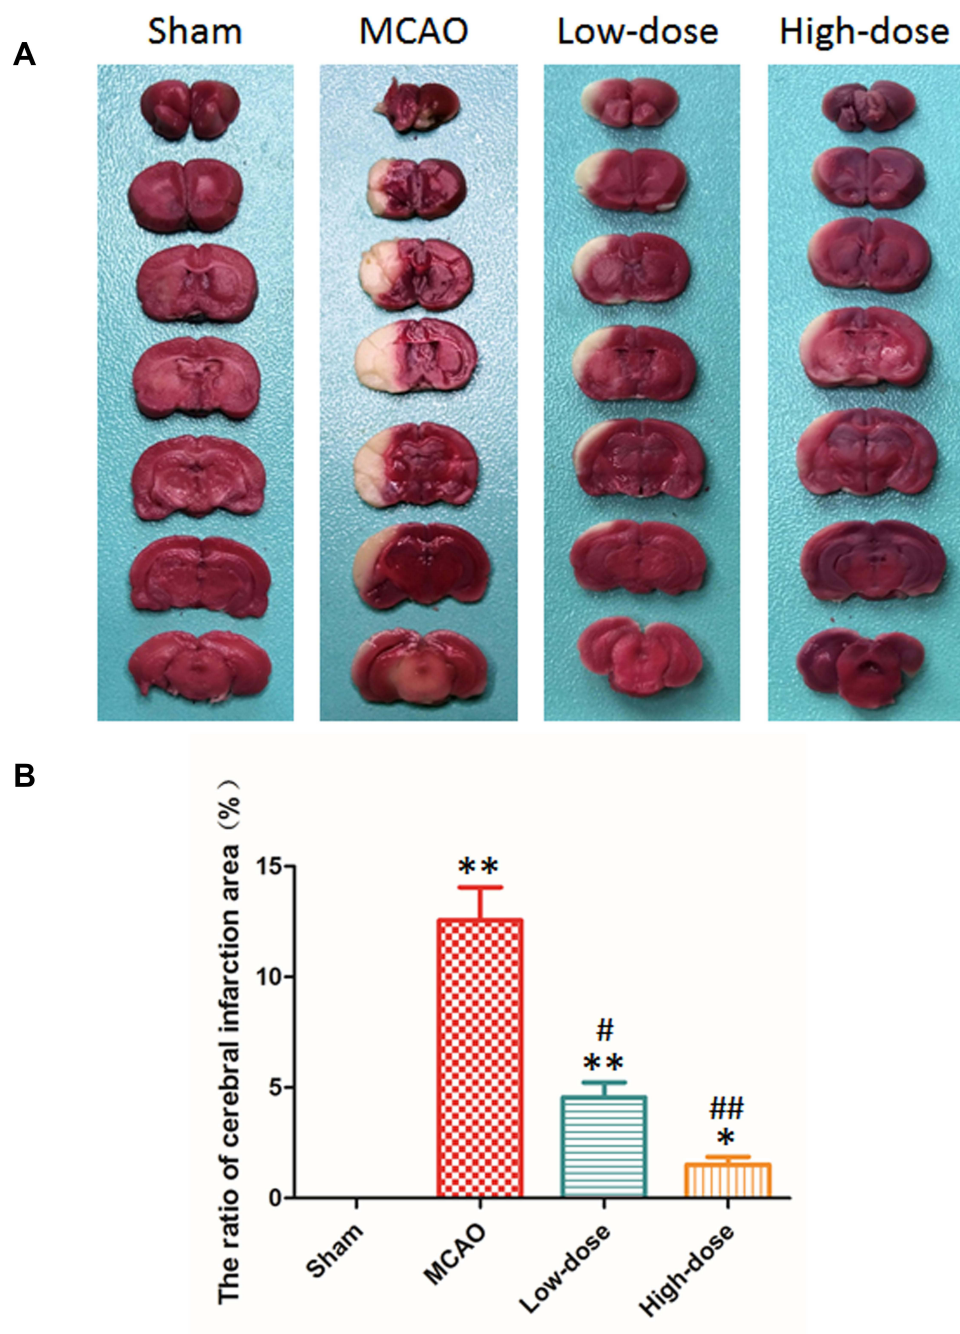 A
Sham MCAO Low-dose High-dose
B
The ratio of cerebral infarction area (%)
15
10
5
0
**
#
**
##
*
Sham
MCAO
Low-dose
High-dose